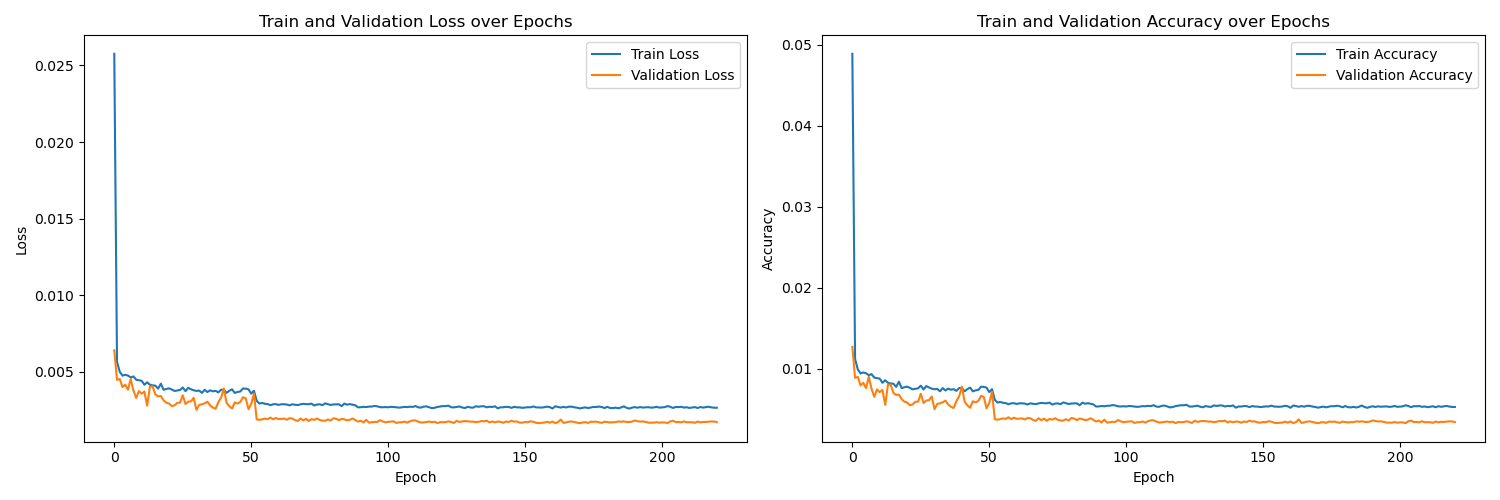 Train and Validation Loss over Epochs
Train Loss
Validation Loss
0.025
0.020
0.015
0.010
0.005
Loss
0
50
100
150
200
Epoch
Train and Validation Accuracy over Epochs
Train Accuracy
Validation Accuracy
0.05
0.04
0.03
0.02
0.01
Accuracy
0
50
100
150
200
Epoch